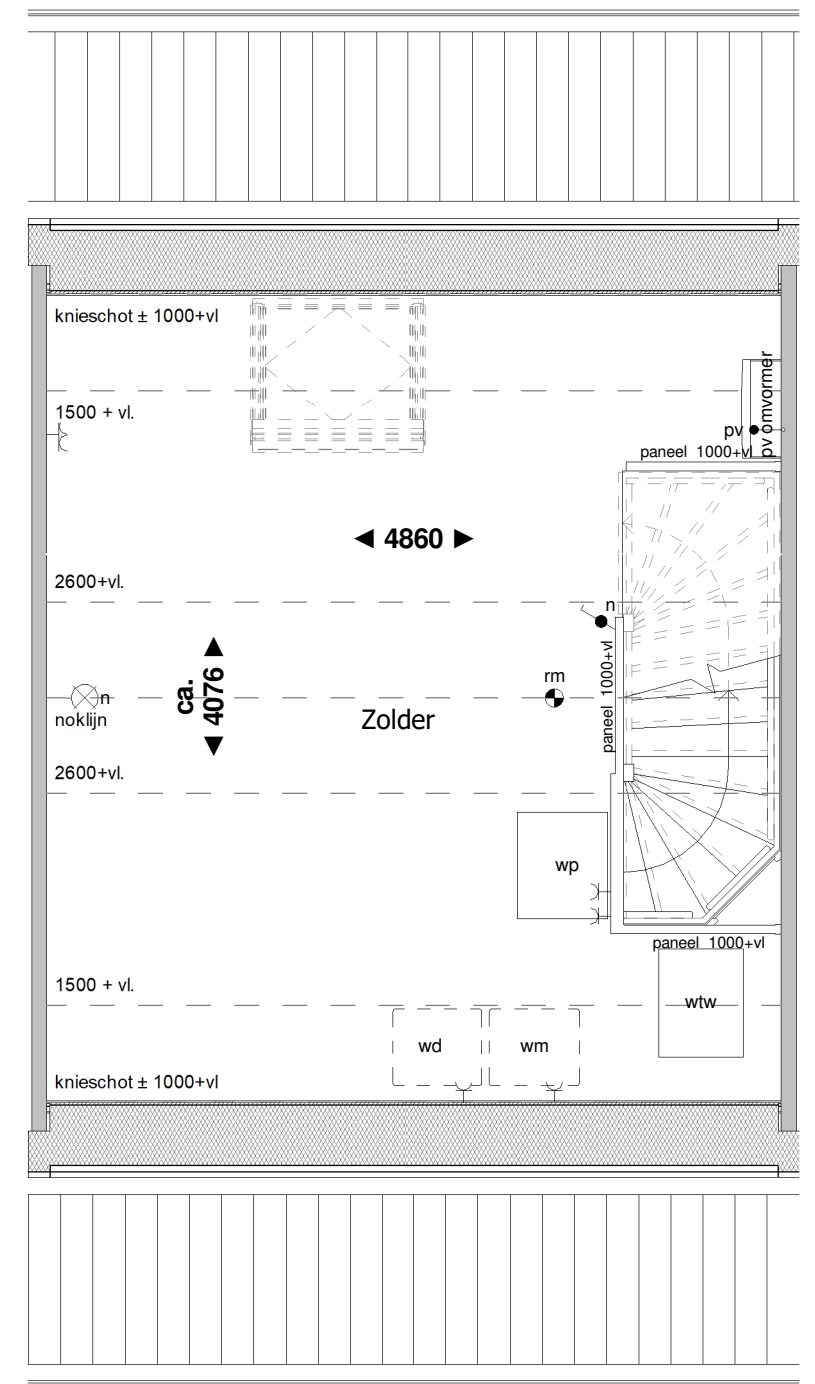 knieschot ± 1000+vl
1500 + vl.
pv omvormer
pv
paneel 1000+vl
4860
2600+vl.
n
paneel 1000+vl
rm
n
noklijn
ca.
4076
Zolder
2600+vl.
wp
paneel 1000+vl
1500 + vl.
wtw
wd
wm
knieschot ± 1000+vl